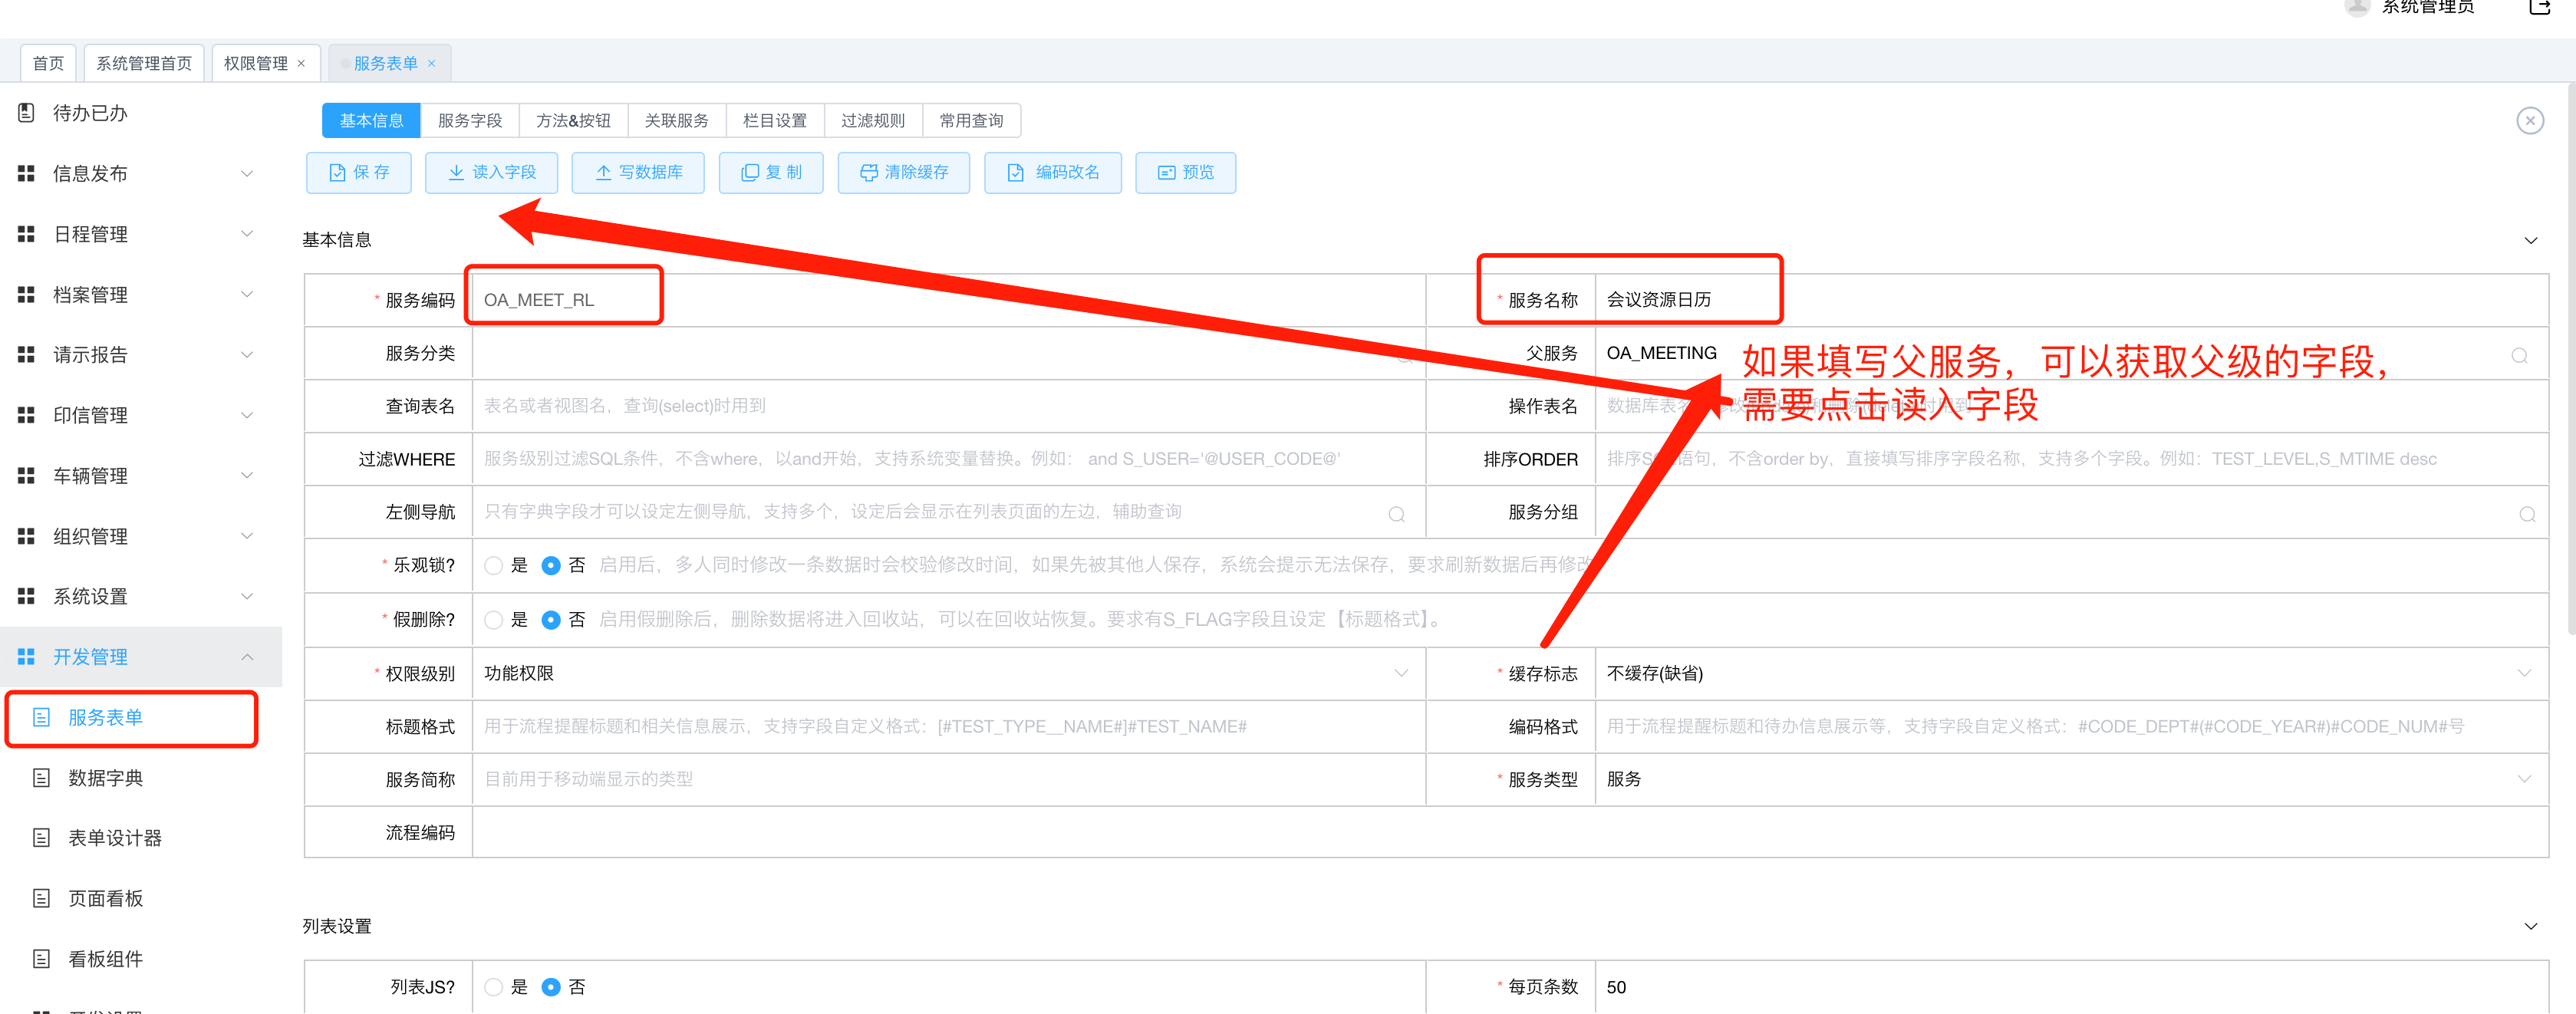 系统管理员
首页 系统管理首页 权限管理 × 服务表单 ×
待办已办
信息发布
日程管理
档案管理
请示报告
印信管理
车辆管理
组织管理
系统设置
开发管理
服务表单
数据字典
表单设计器
页面看板
看板组件
基本信息 服务字段 方法&按钮 关联服务 栏目设置 过滤规则 常用查询
保 存 读入字段 写数据库 复 制 清除缓存 编码改名 预览
基本信息
* 服务编码 OA_MEET_RL * 服务名称 会议资源日历
服务分类 父服务 OA_MEETING
如果填写父服务，可以获取父级的字段，
需要点击读入字段
查询表名 表名或者视图名，查询(select)时用到 操作表名 数据库表名
过滤WHERE 服务级别过滤SQL条件，不含where，以and开始，支持系统变量替换。例如： and S_USER='@USER_CODE@' 排序ORDER 排序SQL语句，不含order by，直接填写排序字段名称，支持多个字段。例如：TEST_LEVEL,S_MTIME desc
左侧导航 只有字典字段才可以设定左侧导航，支持多个，设定后会显示在列表页面的左边，辅助查询 服务分组
* 乐观锁? 是 否 启用后，多人同时修改一条数据时会校验修改时间，如果先被其他人保存，系统会提示无法保存，要求刷新数据后再修改
* 假删除? 是 否 启用假删除后，删除数据将进入回收站，可以在回收站恢复。要求有S_FLAG字段且设定【标题格式】。
* 权限级别 功能权限 * 缓存标志 不缓存(缺省)
标题格式 用于流程提醒标题和相关信息展示，支持字段自定义格式：[#TEST_TYPE__NAME#]#TEST_NAME# 编码格式 用于流程提醒标题和待办信息展示等，支持字段自定义格式：#CODE_DEPT#(#CODE_YEAR#)#CODE_NUM#号
服务简称 目前用于移动端显示的类型 * 服务类型 服务
流程编码
列表设置
列表JS? 是 否 * 每页条数 50